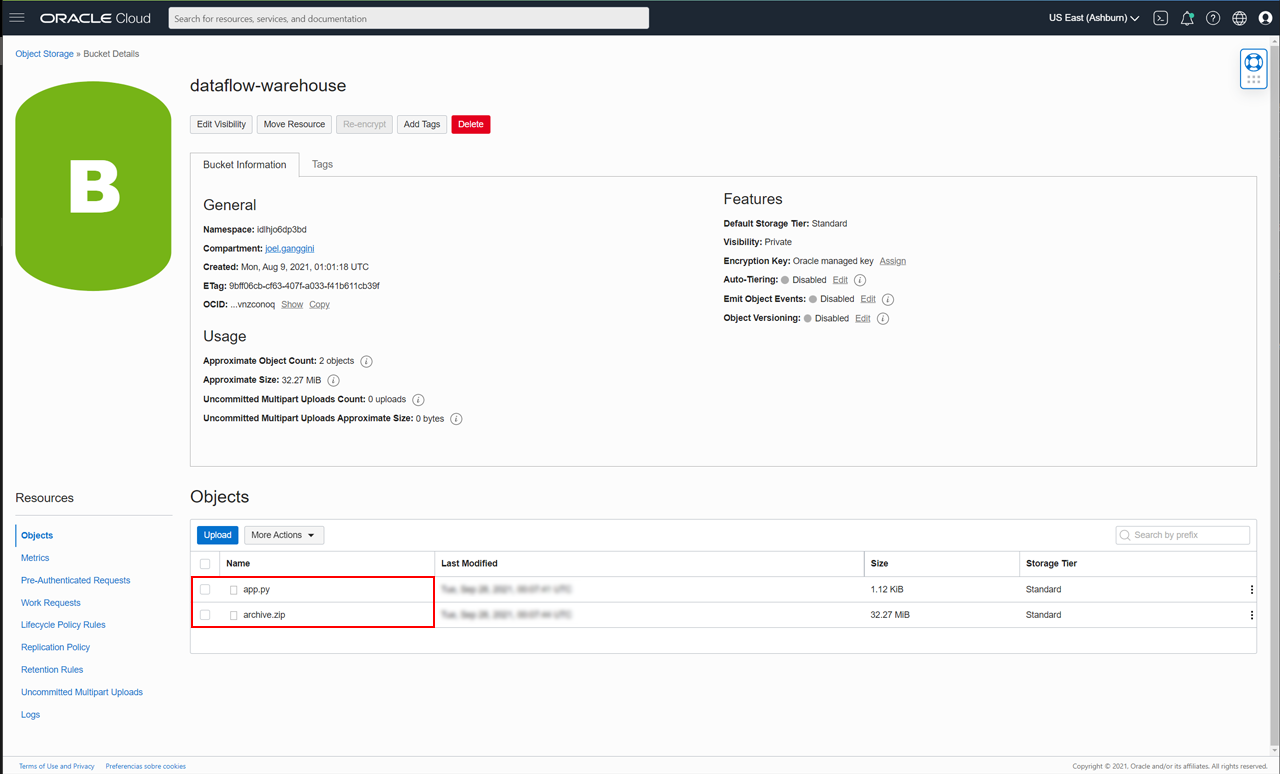 ORACLE Cloud
Search for resources, services, and documentation
US East (Ashburn)
Object Storage » Bucket Details
B
dataflow-warehouse
Edit Visibility
Move Resource
Re-encrypt
Add Tags
Delete
Bucket Information
Tags
General
Namespace: idlhjo6dp3bd
Compartment: joel.ganggini
Created: Mon, Aug 9, 2021, 01:01:18 UTC
ETag: 9bff06cb-cf63-407f-a033-f41b611cb39f
OCID: ...vnzconoq Show Copy
Usage
Approximate Object Count: 2 objects
Approximate Size: 32.27 MiB
Uncommitted Multipart Uploads Count: 0 uploads
Uncommitted Multipart Uploads Approximate Size: 0 bytes
Features
Default Storage Tier: Standard
Visibility: Private
Encryption Key: Oracle managed key Assign
Auto-Tiering: Disabled Edit
Emit Object Events: Disabled Edit
Object Versioning: Disabled Edit
Resources
Objects
Metrics
Pre-Authenticated Requests
Work Requests
Lifecycle Policy Rules
Replication Policy
Retention Rules
Uncommitted Multipart Uploads
Logs
Objects
Upload
More Actions
Search by prefix
Name Last Modified Size Storage Tier
app.py 1.12 KiB Standard
archive.zip 32.27 MiB Standard
Terms of Use and Privacy
Preferencias sobre cookies
Copyright © 2021, Oracle and/or its affiliates. All rights reserved.